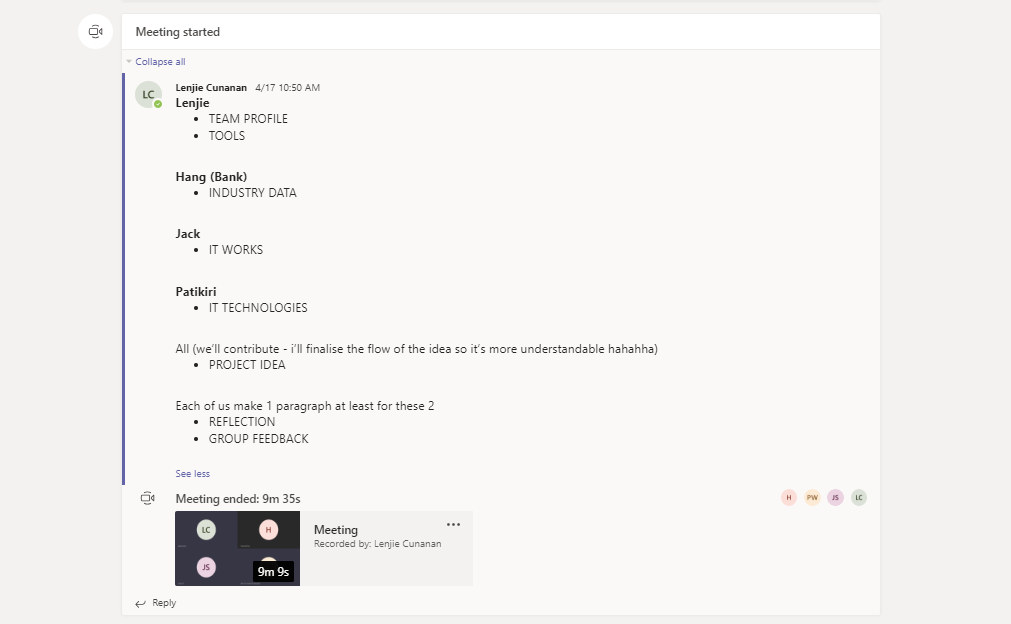 Meeting started
Collapse all
LC
Lenjie Cunanan 4/17 10:50 AM
Lenjie
• TEAM PROFILE
• TOOLS
Hang (Bank)
• INDUSTRY DATA
Jack
• IT WORKS
Patikiri
• IT TECHNOLOGIES
All (we'll contribute - i'll finalise the flow of the idea so it's more understandable hahahha)
• PROJECT IDEA
Each of us make 1 paragraph at least for these 2
• REFLECTION
• GROUP FEEDBACK
See less
Meeting ended: 9m 35s
H PW JS LC
LC H
JS
9m 9s
Meeting
Recorded by: Lenjie Cunanan
Reply